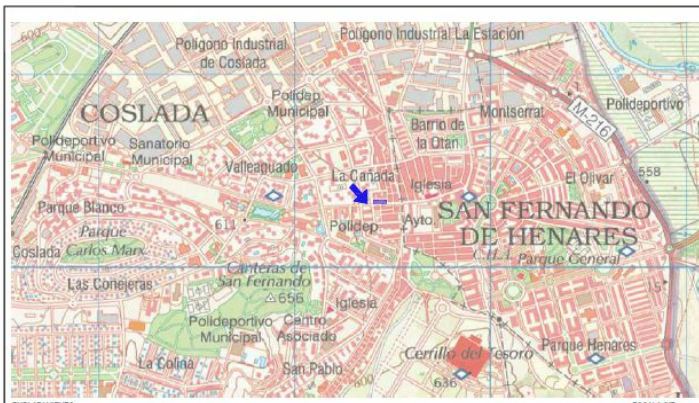 600
Polígono Industrial
de Coslada
Polígono Industrial La Estación
COSLADA
Polidep.
Municipal
Montserrat
M-216
Polideportivo
Polideportivo
Municipal
Sanatorio
Municipal
Barrio de
la Otan
Valleaguado
La Cañada
Iglesia
El Olivar
558
Parque Blanco
611
Polidep.
Ayto.
SAN FERNANDO
DE HENARES
C.H.A.
Parque General
Parque
Carlos Marx
Coslada
Las Conejeras
Canteras de
San Fernando
656
Iglesia
Polideportivo
Municipal
Centro
Asociado
La Colina
San Pablo
600
Cerrillo del Tesoro
636
Parque Henares